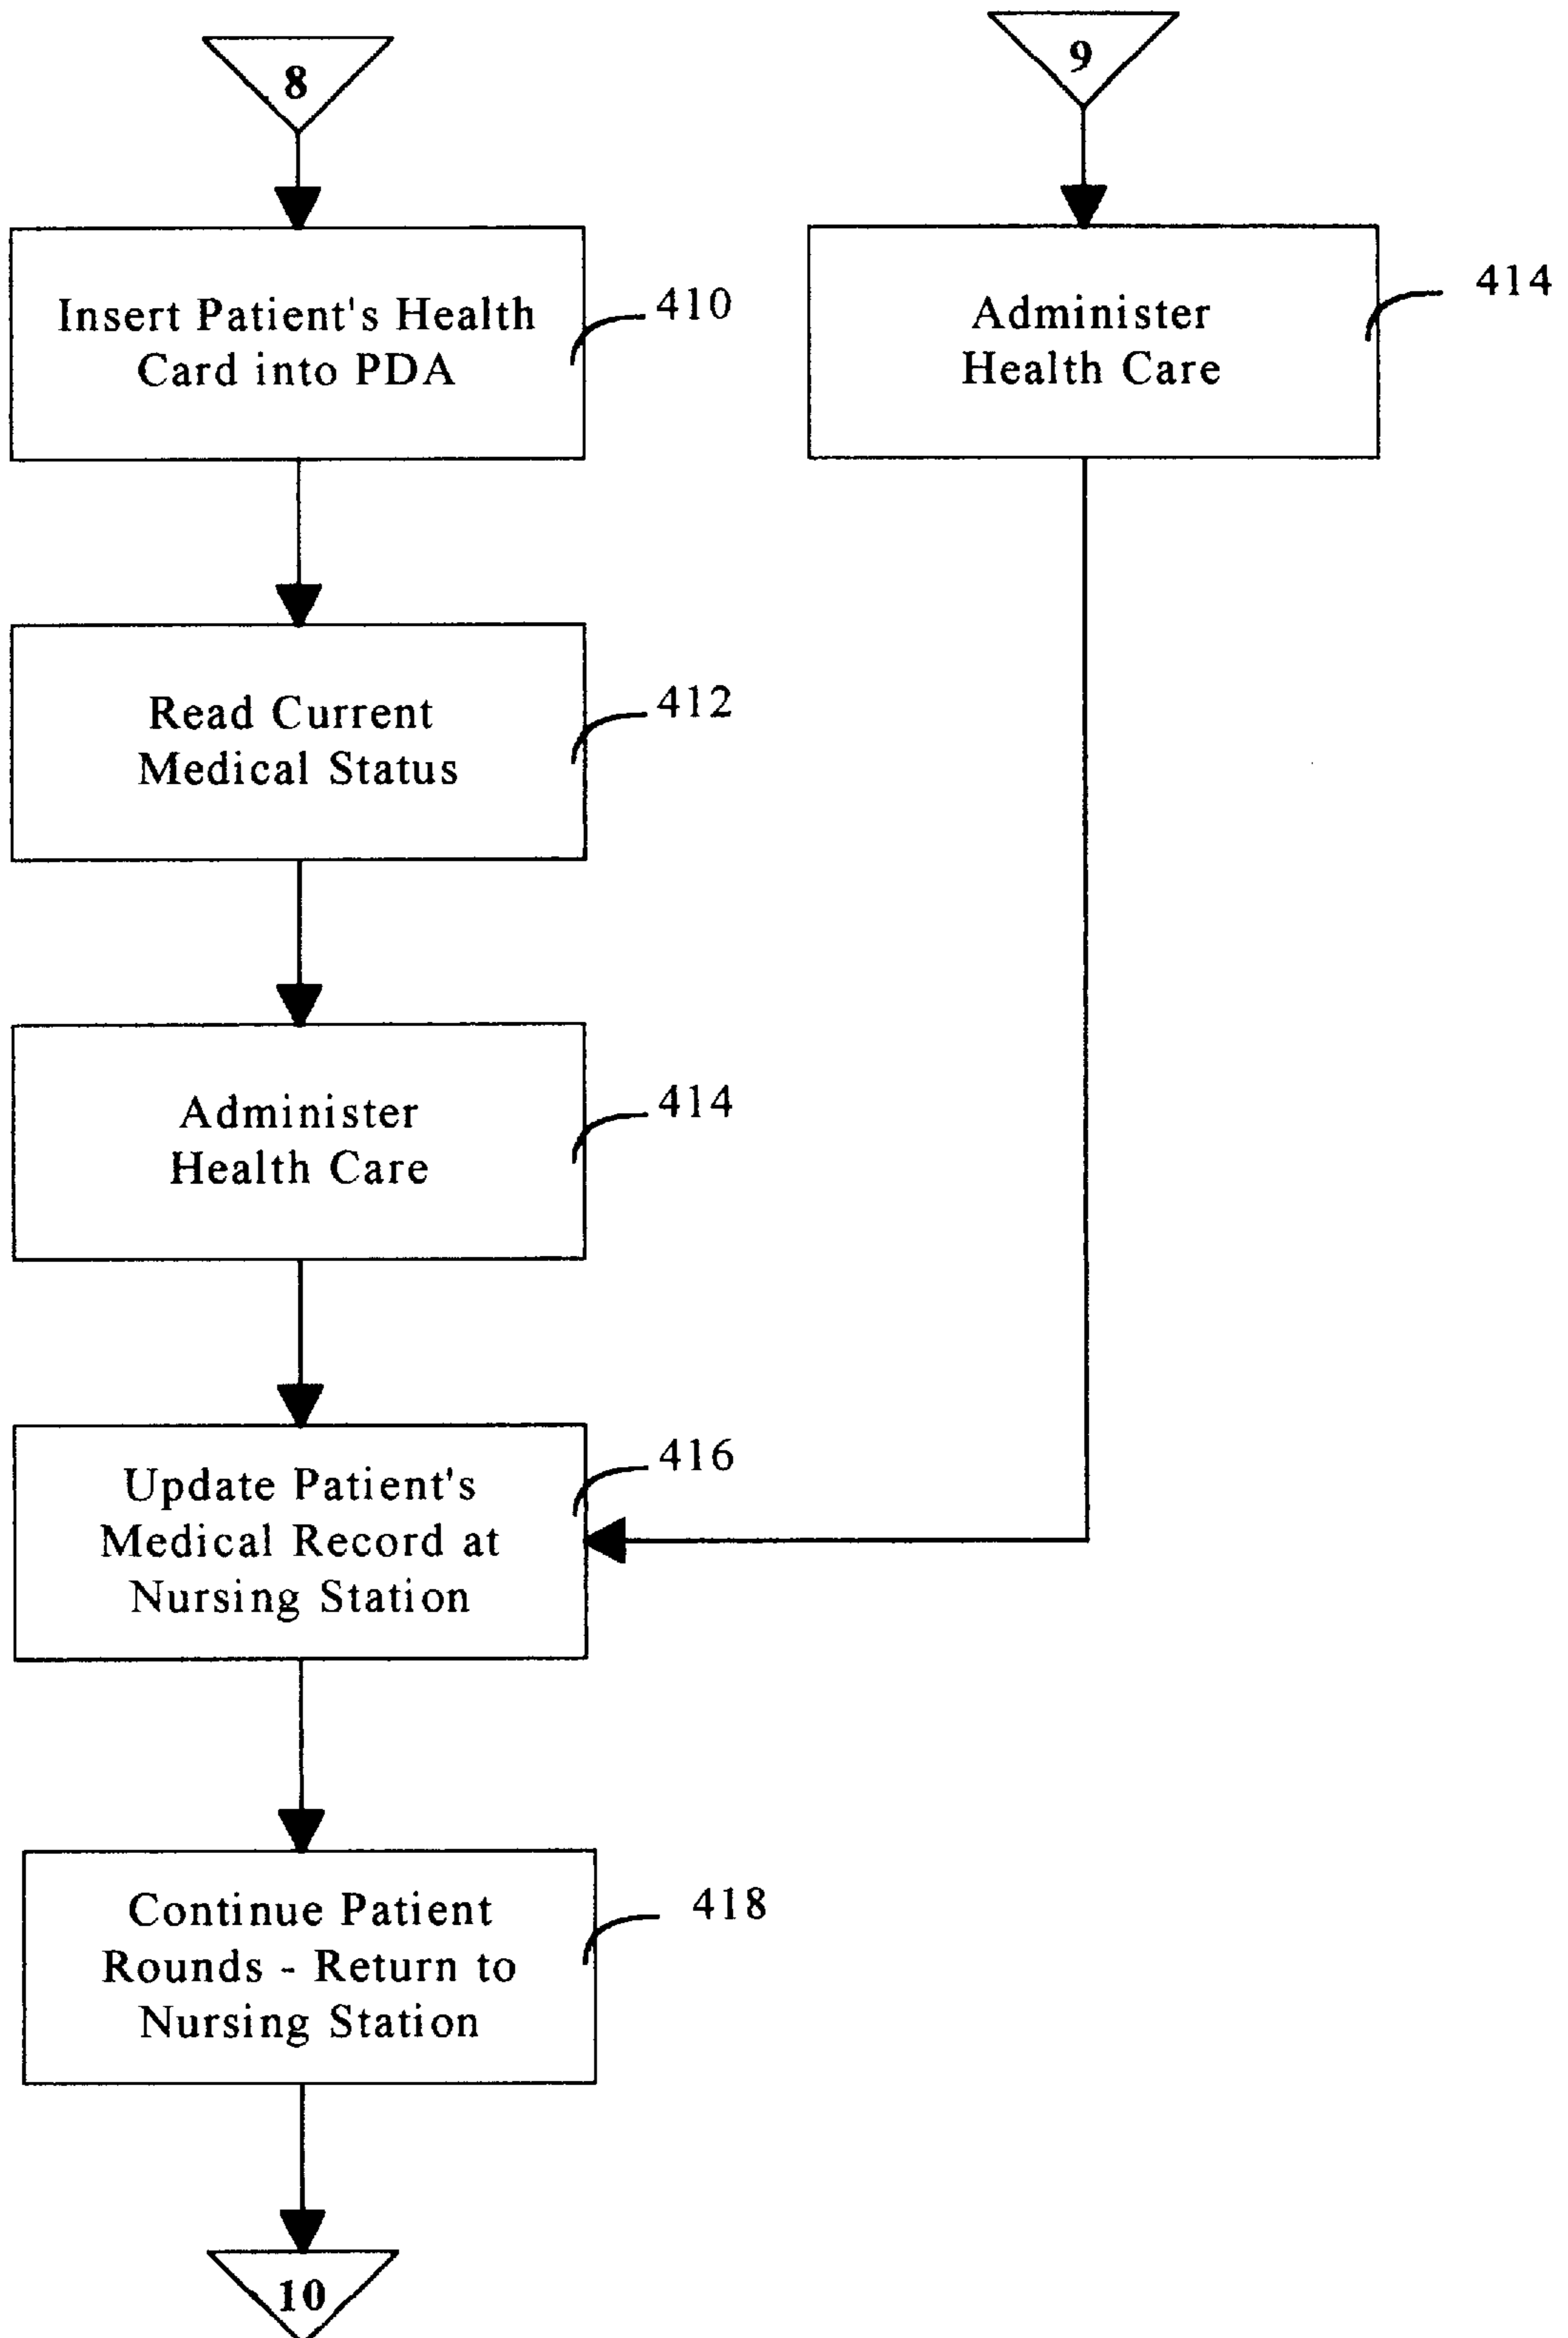 8
9
Insert Patient's Health
Card into PDA
410
Administer
Health Care
414
Read Current
Medical Status
412
Administer
Health Care
414
Update Patient's
Medical Record at
Nursing Station
416
Continue Patient
Rounds - Return to
Nursing Station
418
10